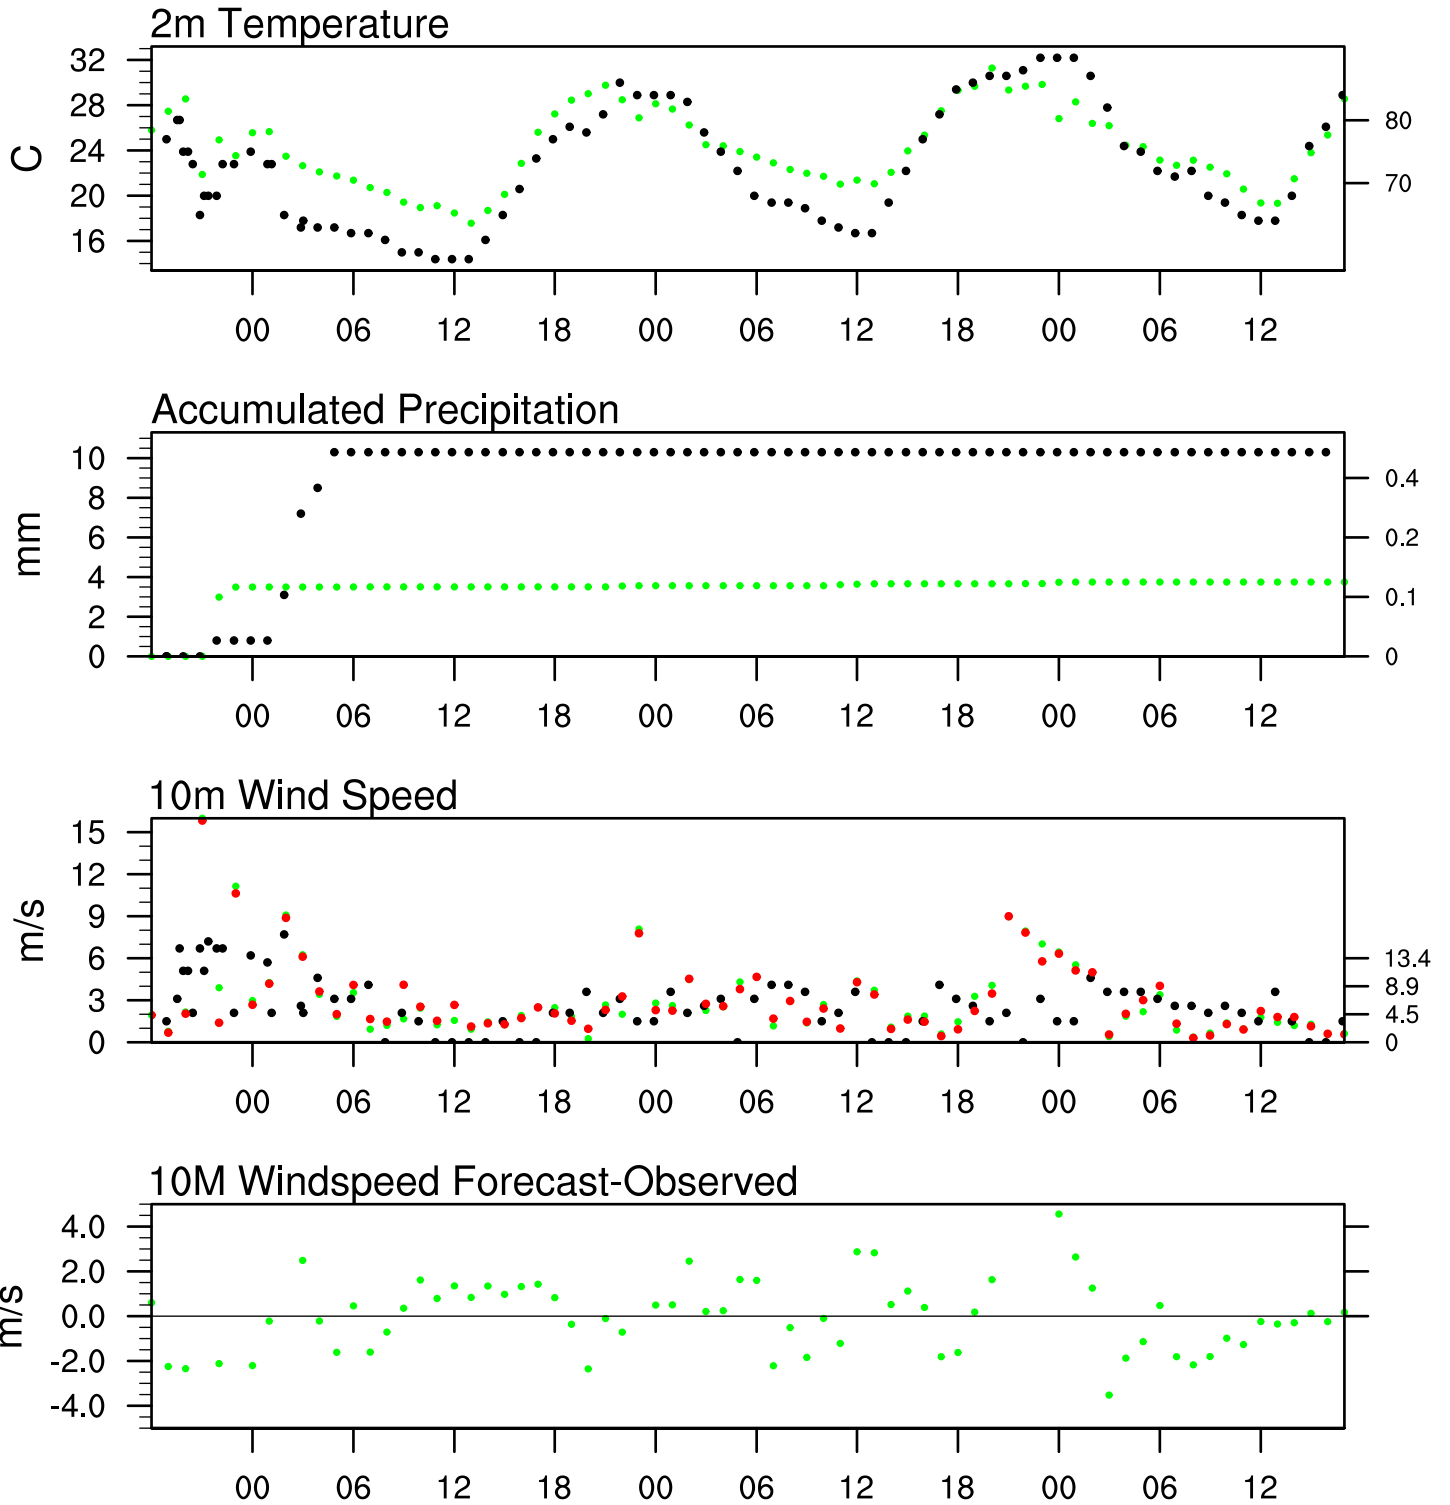 2m Temperature
32
28
24
20
16
C
80
70
00 06 12 18 00 06 12 18 00 06 12
Accumulated Precipitation
10
8
6
4
2
0
mm
0.4
0.2
0.1
0
00 06 12 18 00 06 12 18 00 06 12
10m Wind Speed
15
12
9
6
3
0
m/s
13.4
8.9
4.5
0
00 06 12 18 00 06 12 18 00 06 12
10M Windspeed Forecast-Observed
4.0
2.0
0.0
-2.0
-4.0
m/s
00 06 12 18 00 06 12 18 00 06 12